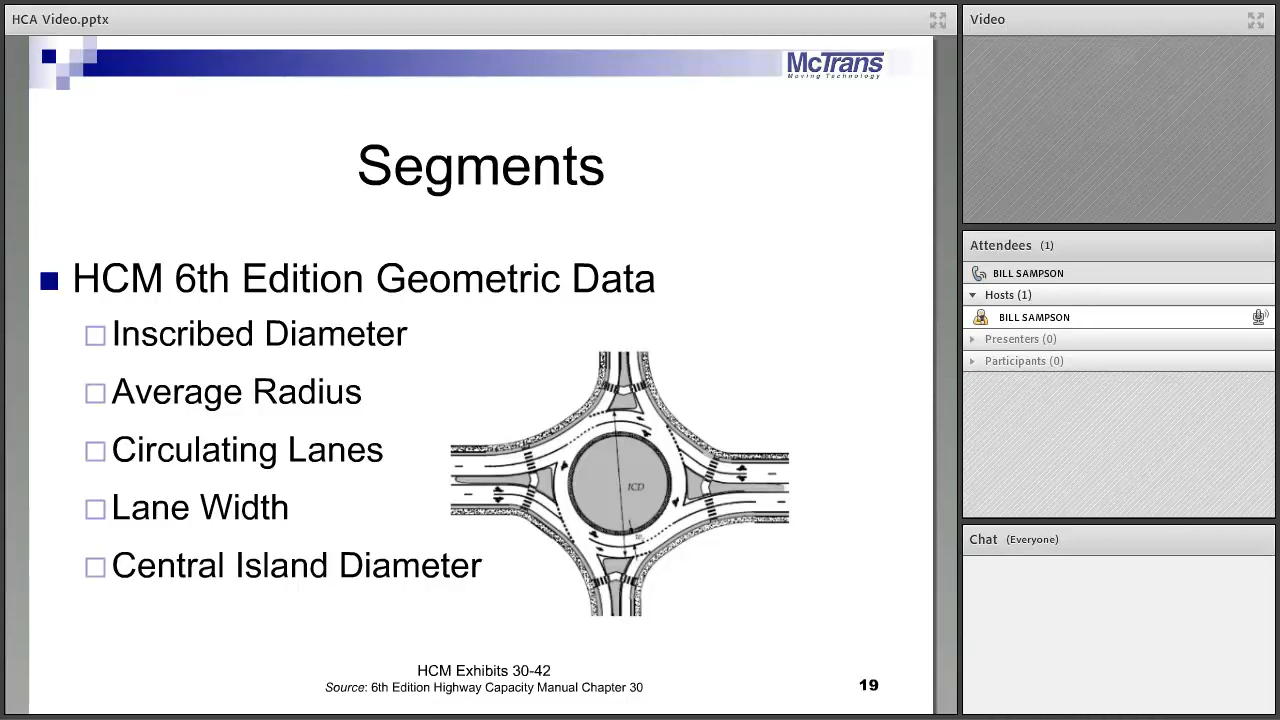 HCA Video.pptx
McTrans
Moving Technology
Segments
HCM 6th Edition Geometric Data
Inscribed Diameter
Average Radius
Circulating Lanes
Lane Width
Central Island Diameter
ICD
HCM Exhibits 30-42
Source: 6th Edition Highway Capacity Manual Chapter 30
19
Video
Attendees (1)
BILL SAMPSON
Hosts (1)
BILL SAMPSON
Presenters (0)
Participants (0)
Chat (Everyone)